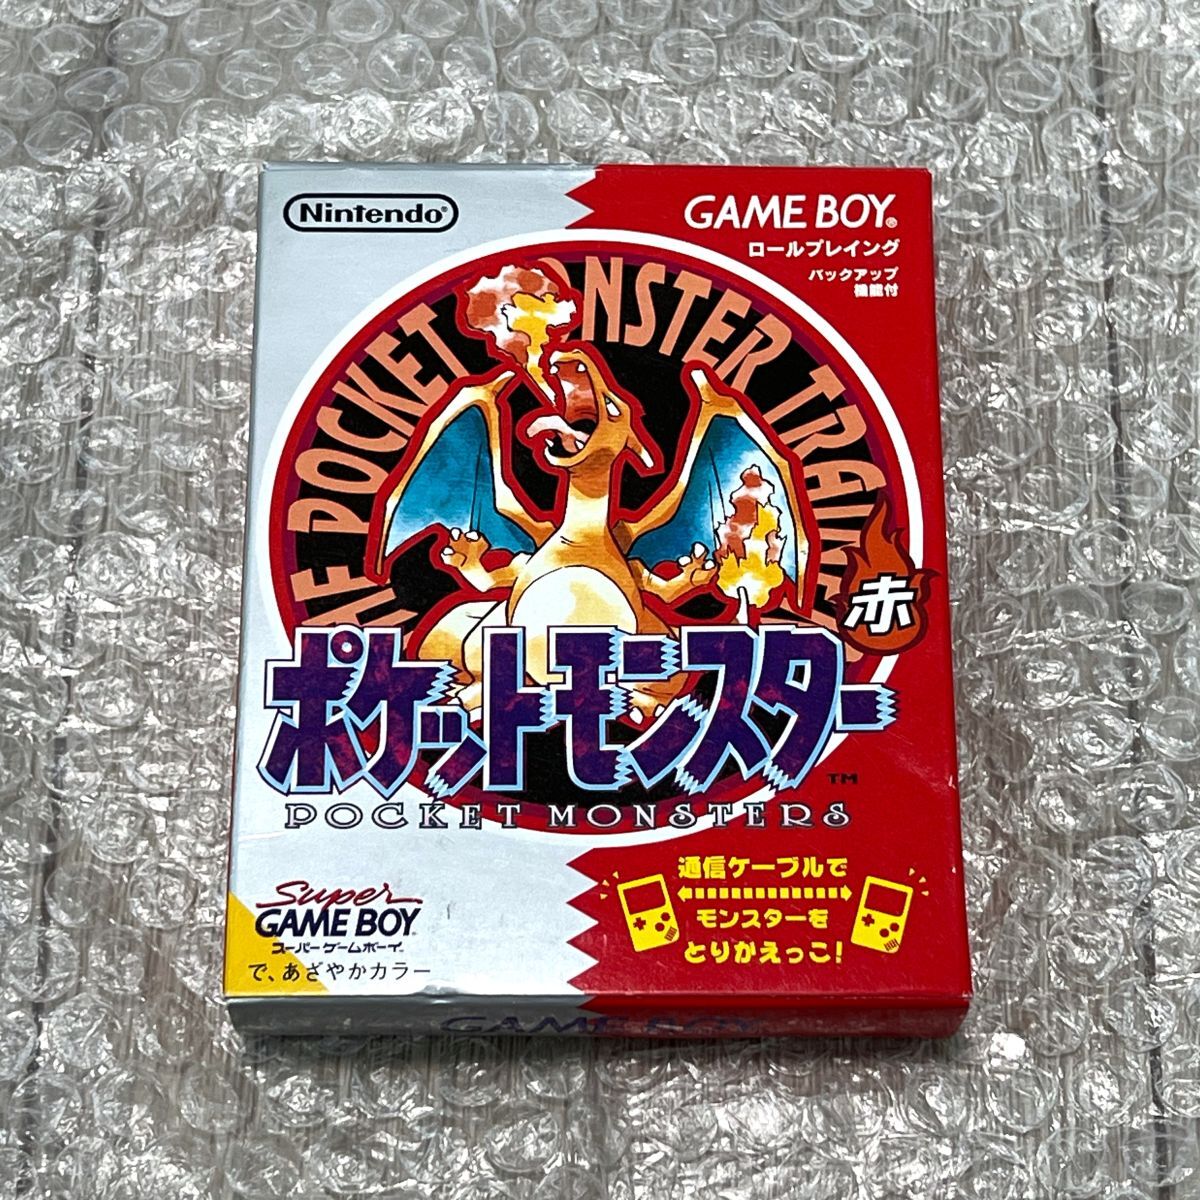 Nintendo®
GAME BOY®
ロールプレイング
バックアップ
機能付
POCKET MONSTER
赤
ポケットモンスター
TM
POCKET MONSTERS
通信ケーブルで
モンスターを
とりかえっこ!
Super
GAME BOY
スーパーゲームボーイ
で、あざやかカラー
GAME BOY